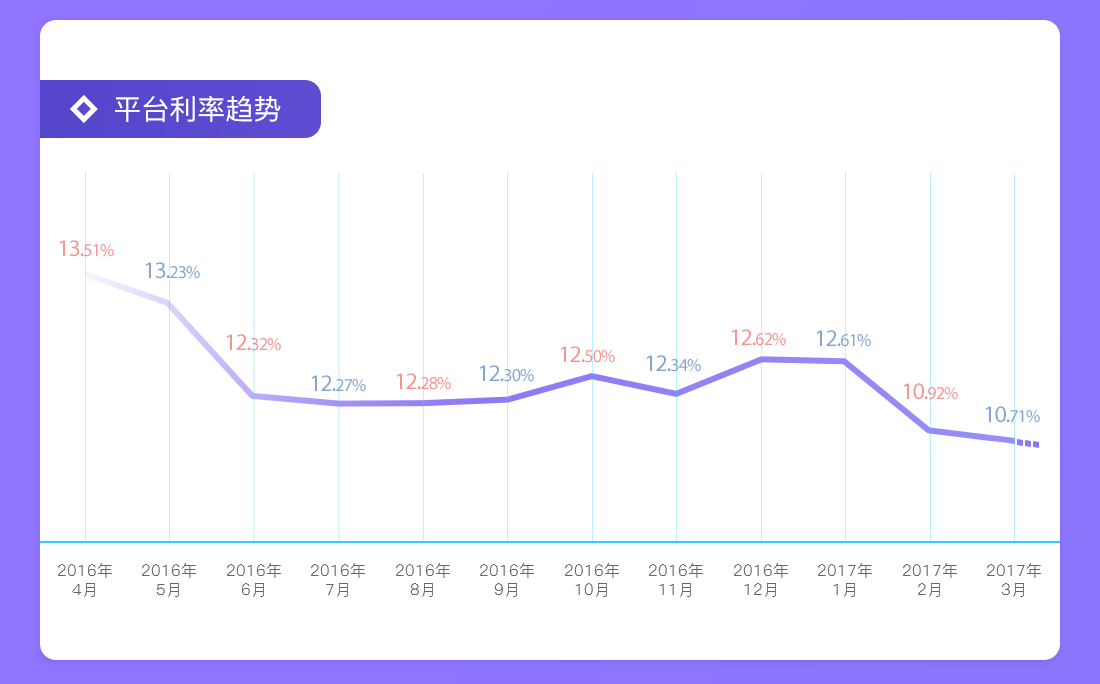 平台利率趋势
13.51%
13.23%
12.32%
12.27%
12.28%
12.30%
12.50%
12.34%
12.62%
12.61%
10.92%
10.71%
2016年
4月
2016年
5月
2016年
6月
2016年
7月
2016年
8月
2016年
9月
2016年
10月
2016年
11月
2016年
12月
2017年
1月
2017年
2月
2017年
3月